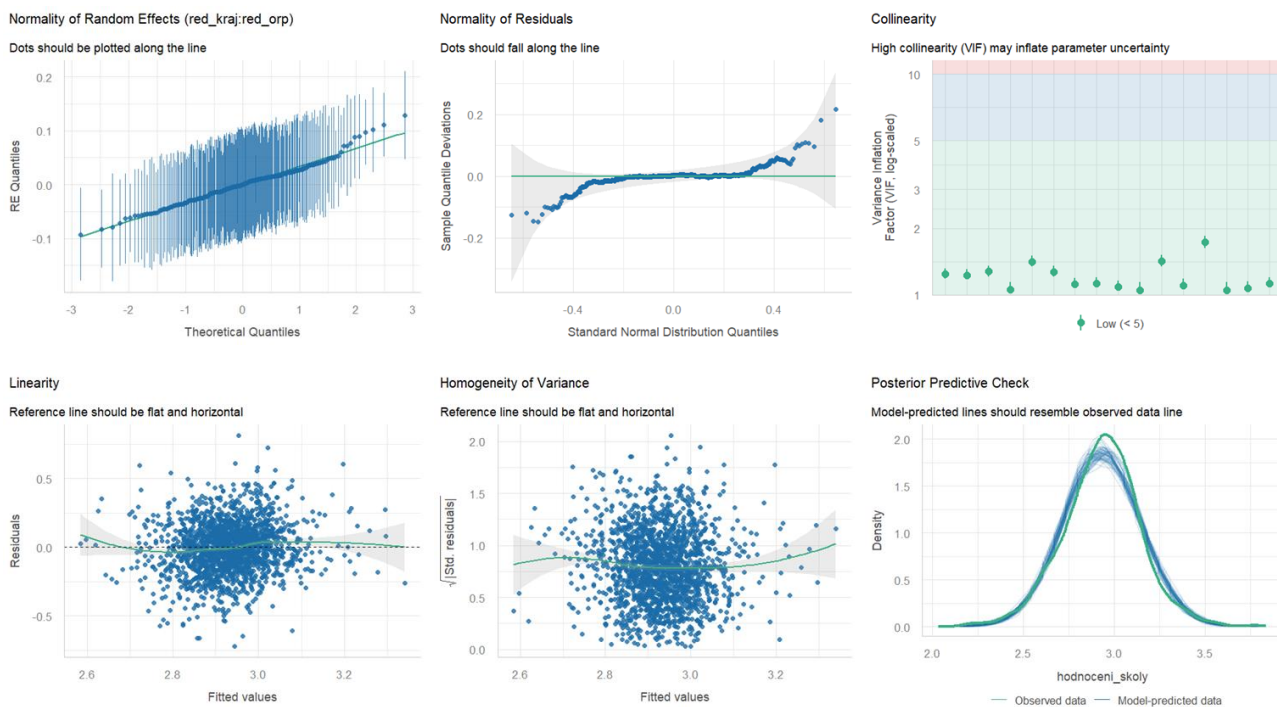 Normality of Random Effects (red_kraj:red_orp)
Dots should be plotted along the line
RE Quantiles
0.2
0.1
0.0
-0.1
-3 -2 -1 0 1 2 3
Theoretical Quantiles
Normality of Residuals
Dots should fall along the line
Sample Quantile Deviations
0.2
0.0
-0.2
-0.4 0.0 0.4
Standard Normal Distribution Quantiles
Collinearity
High collinearity (VIF) may inflate parameter uncertainty
Variance Inflation
Factor (VIF, log-scaled)
10
5
3
2
1
Low (< 5)
Linearity
Reference line should be flat and horizontal
Residuals
0.5
0.0
-0.5
2.6 2.8 3.0 3.2
Fitted values
Homogeneity of Variance
Reference line should be flat and horizontal
√|Std. residuals|
2.0
1.5
1.0
0.5
0.0
2.6 2.8 3.0 3.2
Fitted values
Posterior Predictive Check
Model-predicted lines should resemble observed data line
Density
2.0
1.5
1.0
0.5
0.0
2.0 2.5 3.0 3.5
hodnoceni_skoly
Observed data Model-predicted data